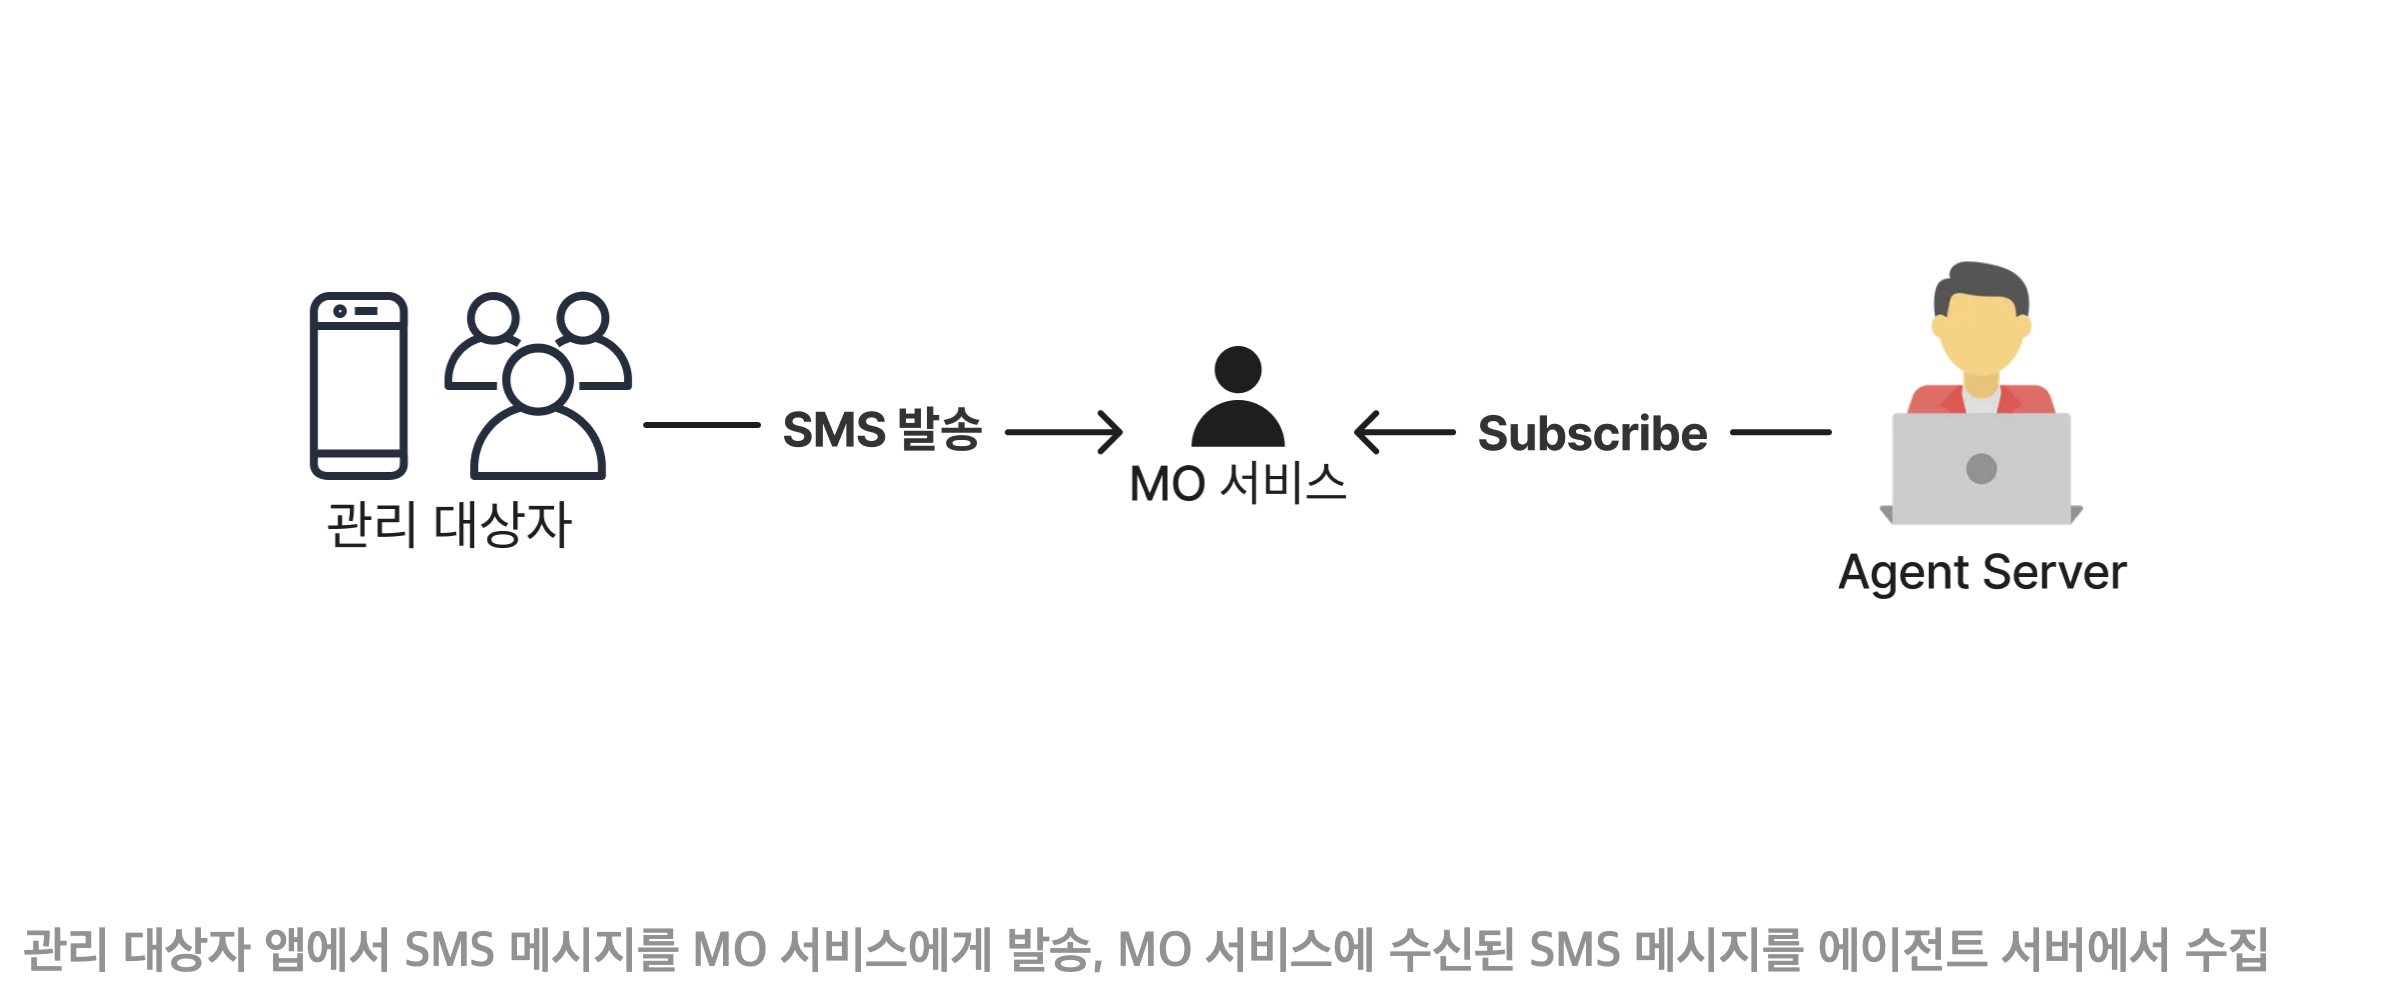 SMS 발송
Subscribe
MO 서비스
관리 대상자
Agent Server
관리 대상자 앱에서 SMS 메시지를 MO 서비스에게 발송, MO 서비스에 수신된 SMS 메시지를 에이전트 서버에서 수집